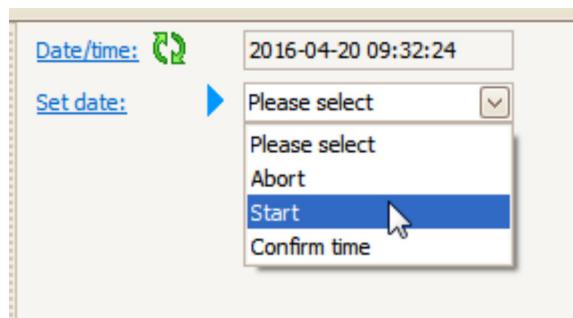 Date/time: 2016-04-20 09:32:24
Set date: Please select
Please select
Abort
Start
Confirm time